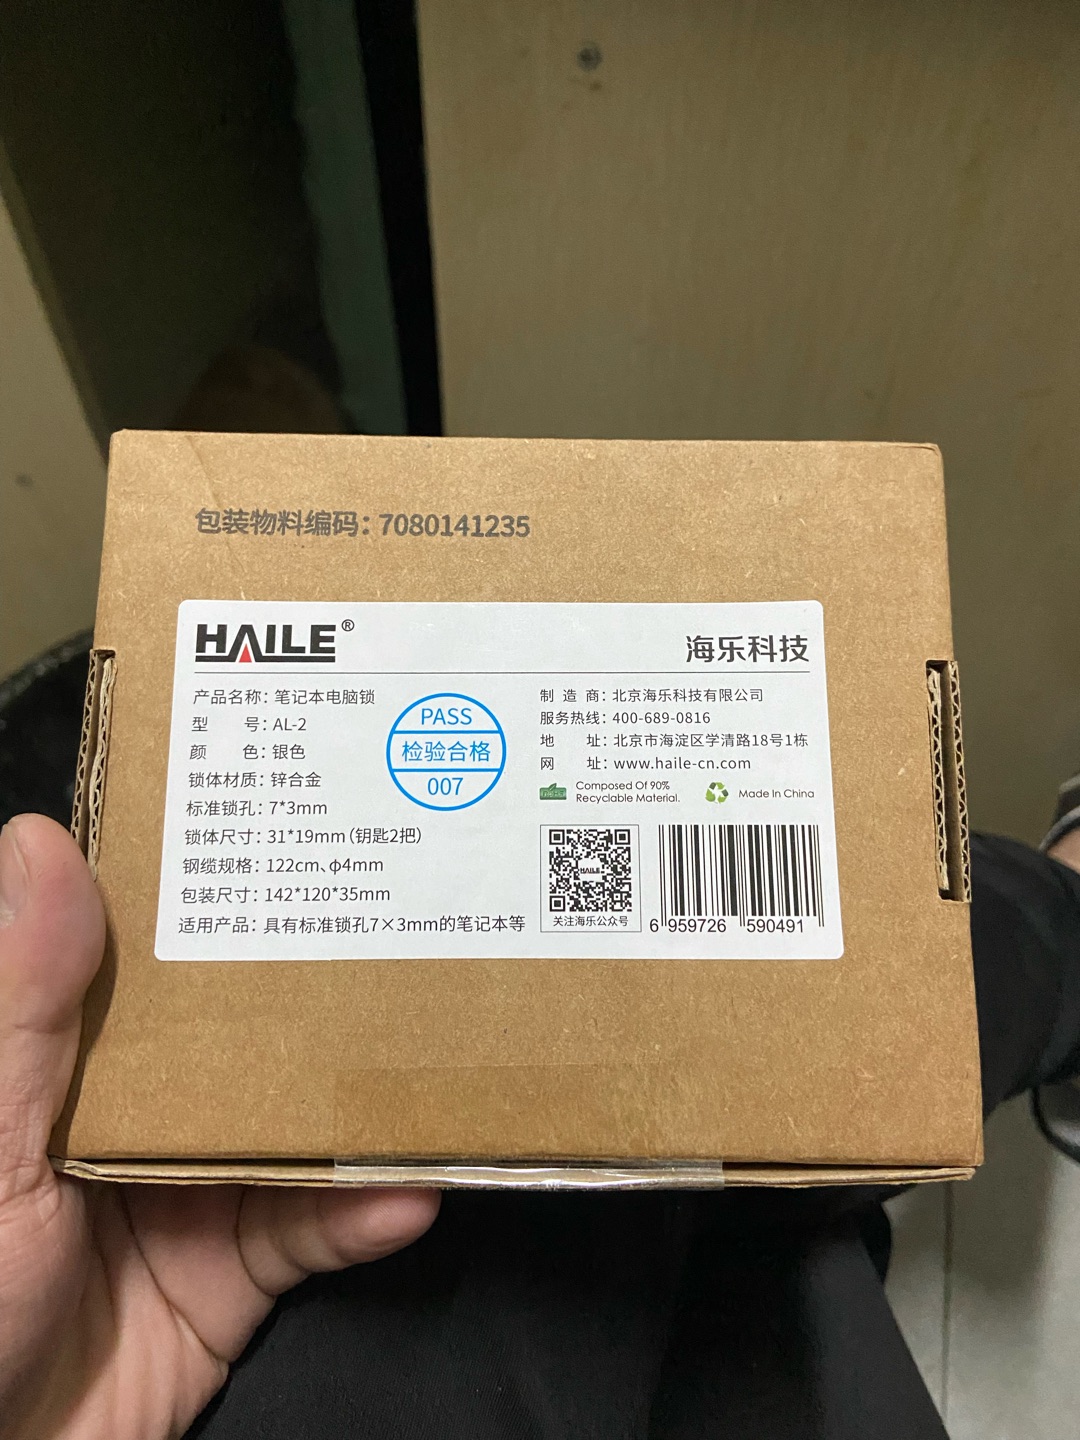 包装物料编码：7080141235
HAILE®
海乐科技
产品名称：笔记本电脑锁
型 号：AL-2
颜 色：银色
锁体材质：锌合金
标准锁孔：7*3mm
锁体尺寸：31*19mm（钥匙2把）
钢缆规格：122cm、φ4mm
包装尺寸：142*120*35mm
适用产品：具有标准锁孔7×3mm的笔记本等
PASS
检验合格
007
制 造 商：北京海乐科技有限公司
服务热线：400-689-0816
地 址：北京市海淀区学清路18号1栋
网 址：www.haile-cn.com
Composed Of 90%
Recyclable Material.
Made In China
HAILE
关注海乐公众号
6 959726 590491